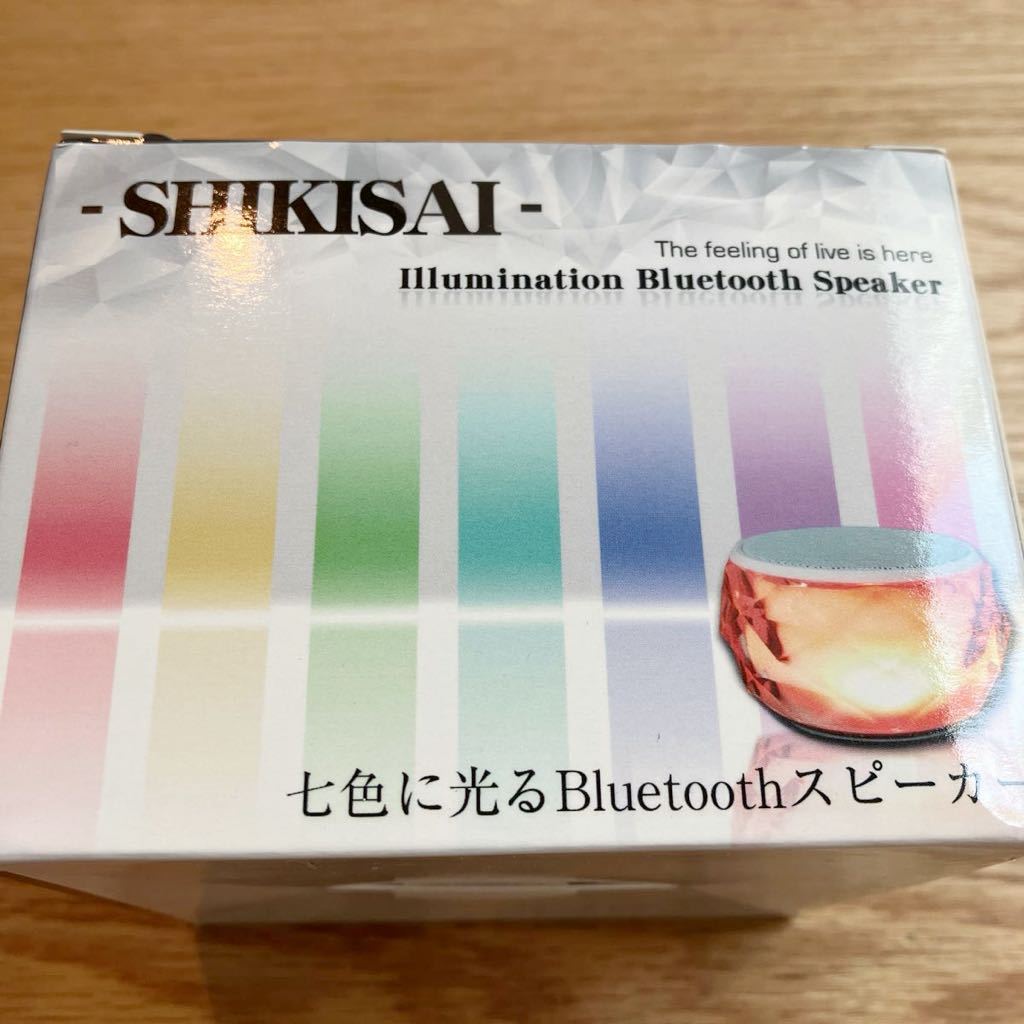 - SHIKISAI -
The feeling of live is here
Illumination Bluetooth Speaker
七色に光るBluetoothスピーカー